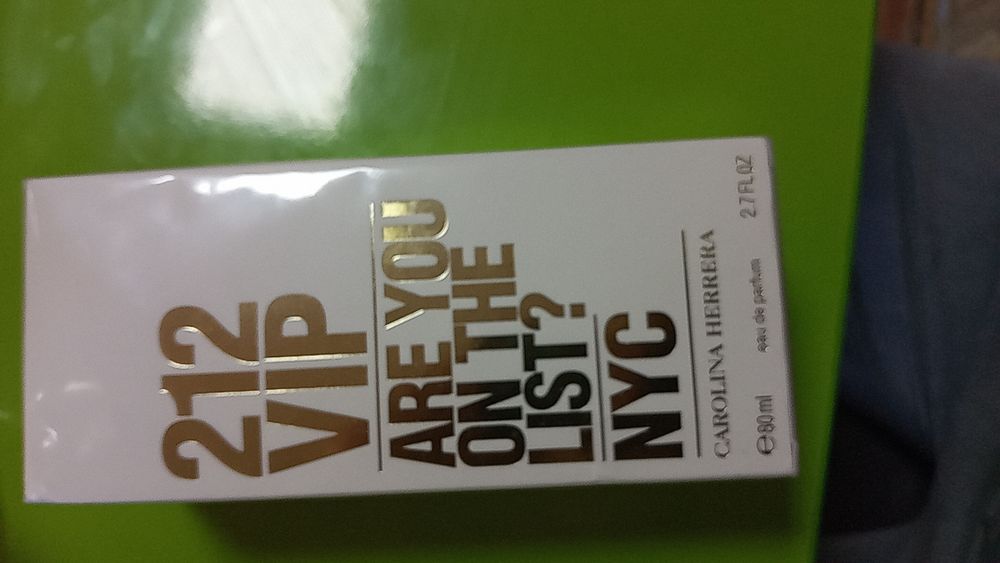 212
VIP
ARE YOU
ON THE
LIST?
NYC
CAROLINA HERRERA
℮80ml eau de parfum 2.7 FL OZ